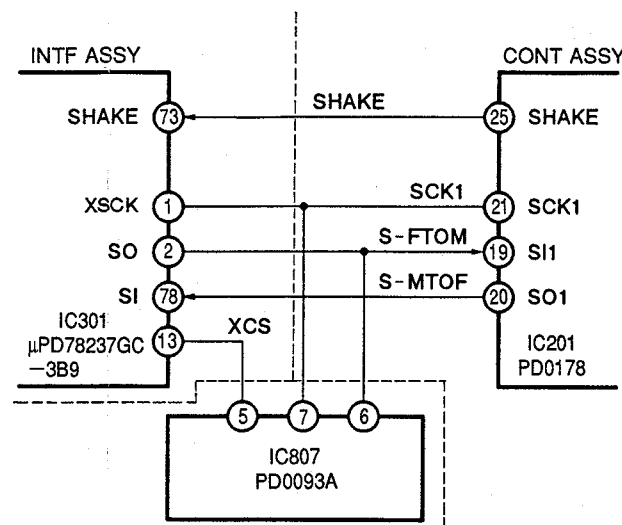 INTF ASSY
CONT ASSY
SHAKE
73
SHAKE
25
SHAKE
XSCK
1
SCK1
21
SCK1
SO
2
S-FTOM
19
SI1
SI
78
S-MTOF
20
SO1
IC301
μPD78237GC
-3B9
13
XCS
IC201
PD0178
5
7
6
IC807
PD0093A